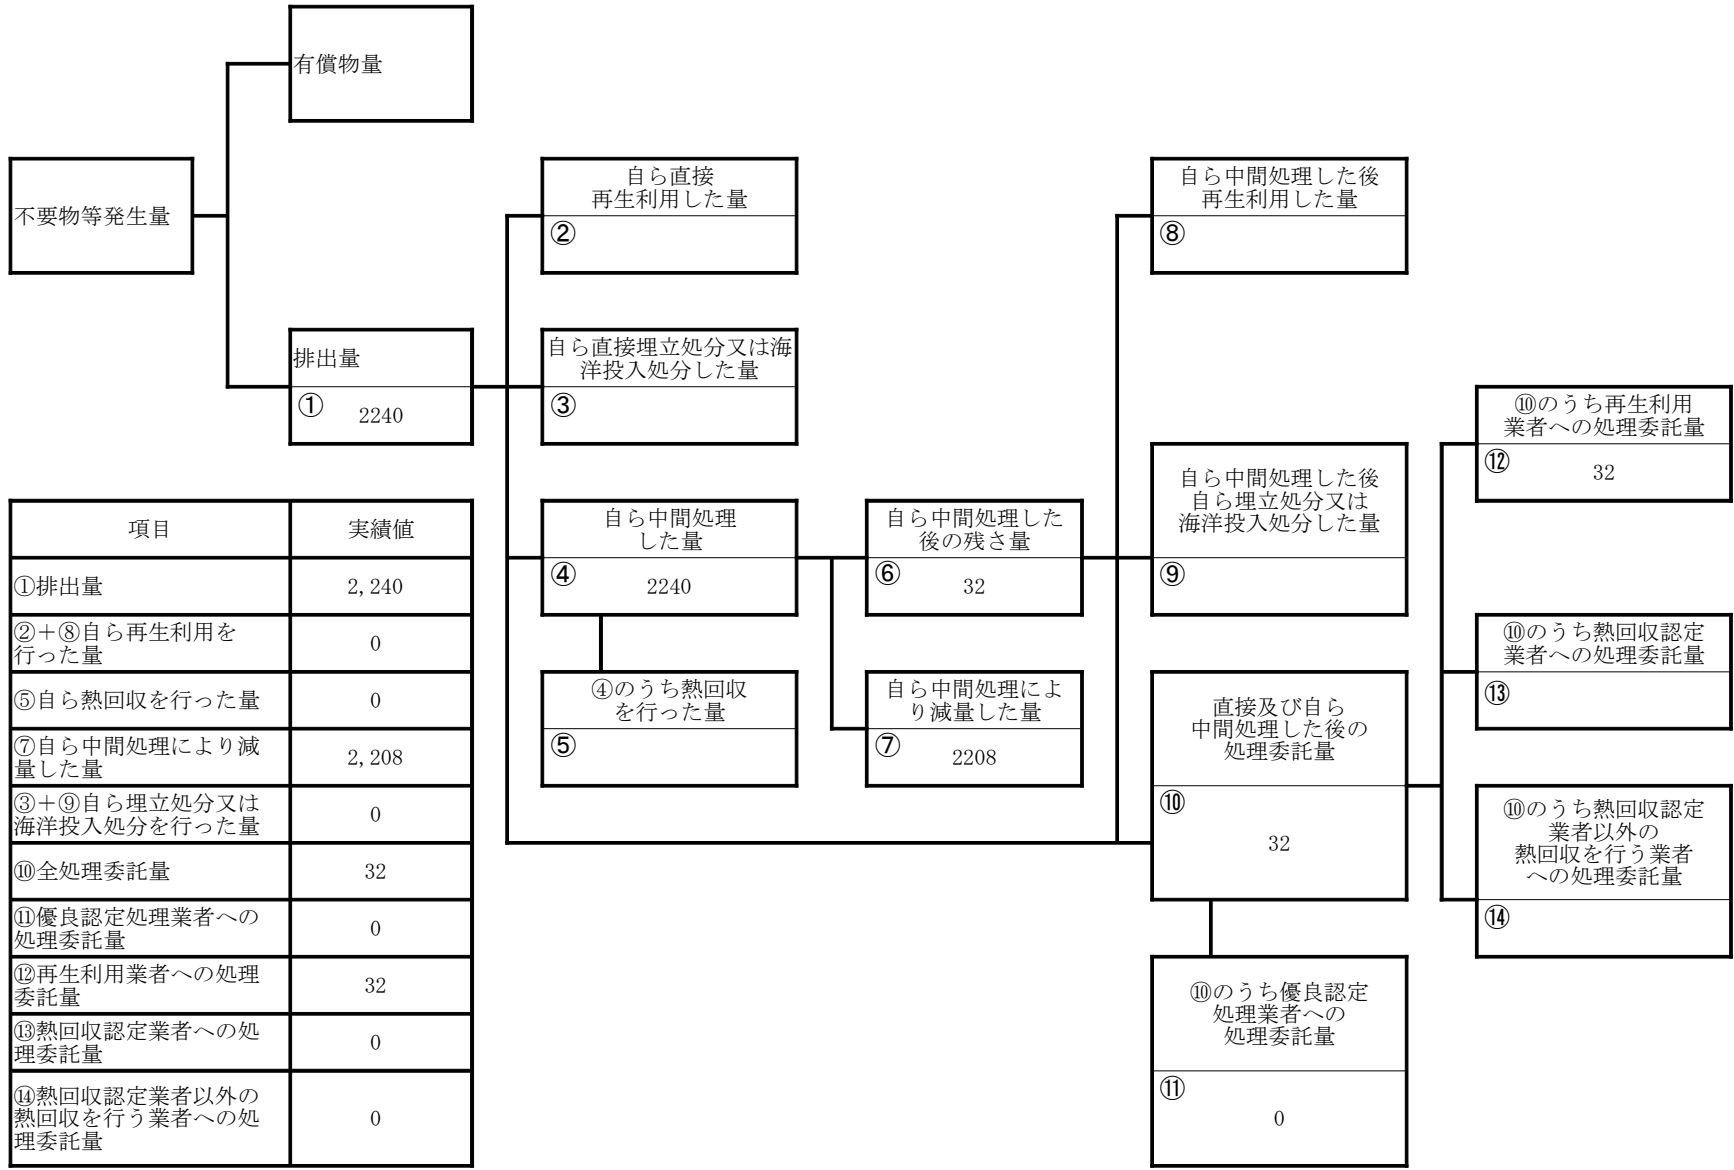 有償物量
不要物等発生量
自ら直接
再生利用した量
②
自ら中間処理した後
再生利用した量
⑧
排出量
① 2240
自ら直接埋立処分又は海
洋投入処分した量
③
⑩のうち再生利用
業者への処理委託量
⑫ 32
自ら中間処理
した量
④ 2240
自ら中間処理した
後の残さ量
⑥ 32
自ら中間処理した後
自ら埋立処分又は
海洋投入処分した量
⑨
⑩のうち熱回収認定
業者への処理委託量
⑬
④のうち熱回収
を行った量
⑤
自ら中間処理によ
り減量した量
⑦ 2208
直接及び自ら
中間処理した後の
処理委託量
⑩ 32
⑩のうち熱回収認定
業者以外の
熱回収を行う業者
への処理委託量
⑭
⑩のうち優良認定
処理業者への
処理委託量
⑪ 0
項目 実績値
①排出量 2,240
②+⑧自ら再生利用を
行った量 0
⑤自ら熱回収を行った量 0
⑦自ら中間処理により減
量した量 2,208
③+⑨自ら埋立処分又は
海洋投入処分を行った量 0
⑩全処理委託量 32
⑪優良認定処理業者への
処理委託量 0
⑫再生利用業者への処理
委託量 32
⑬熱回収認定業者への処
理委託量 0
⑭熱回収認定業者以外の
熱回収を行う業者への処
理委託量 0